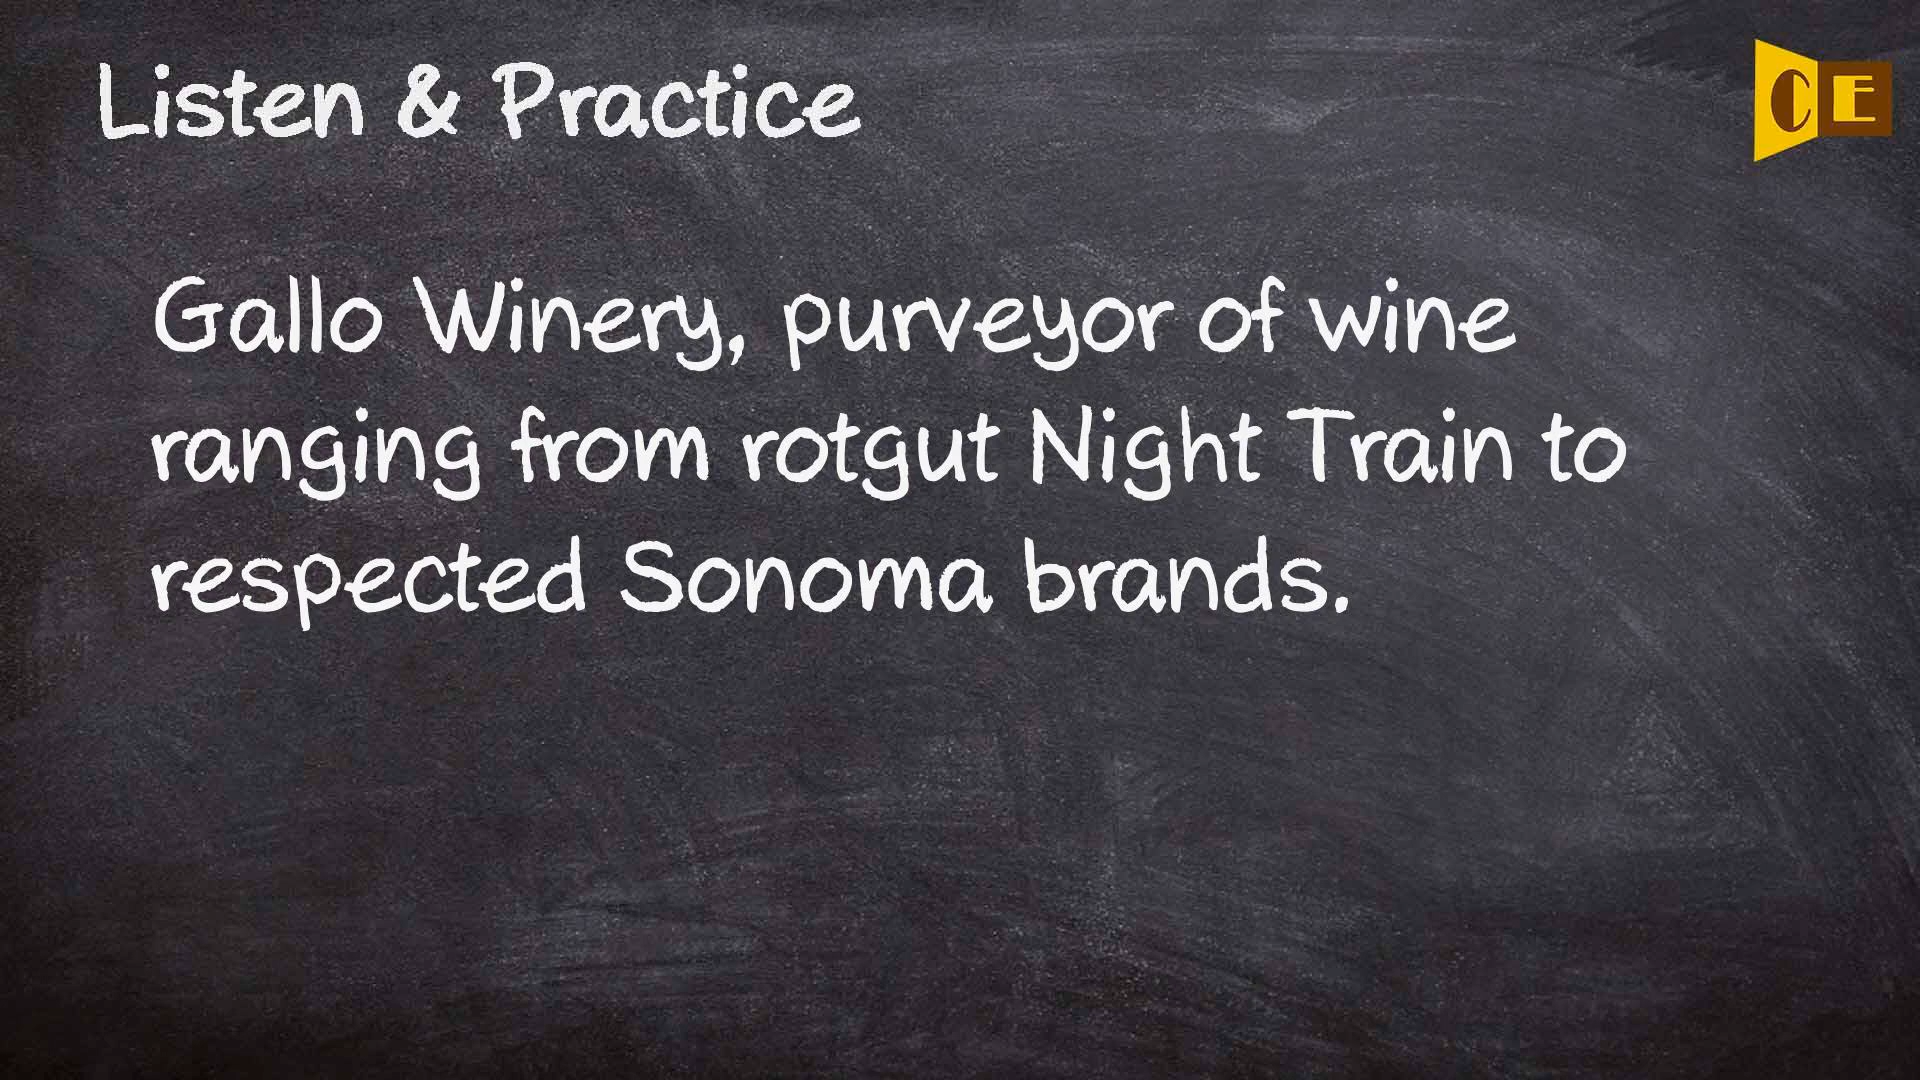 Listen & Practice
CE
Gallo Winery, purveyor of wine
ranging from rotgut Night Train to
respected Sonoma brands.